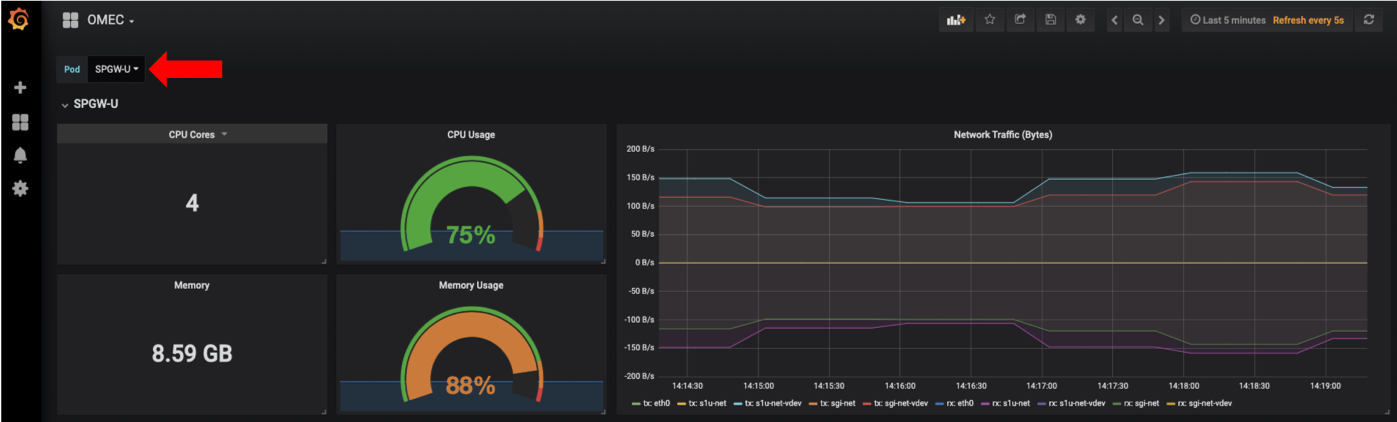 OMEC
Last 5 minutes Refresh every 5s
Pod SPGW-U
SPGW-U
CPU Cores
4
CPU Usage
75%
Network Traffic (Bytes)
200 B/s
150 B/s
100 B/s
50 B/s
0 B/s
-50 B/s
-100 B/s
-150 B/s
-200 B/s
14:14:30 14:15:00 14:15:30 14:16:00 14:16:30 14:17:00 14:17:30 14:18:00 14:18:30 14:19:00
tx: eth0 tx: s1u-net tx: s1u-net-vdev tx: sgi-net tx: sgi-net-vdev rx: eth0 rx: s1u-net rx: s1u-net-vdev rx: sgi-net rx: sgi-net-vdev
Memory
8.59 GB
Memory Usage
88%